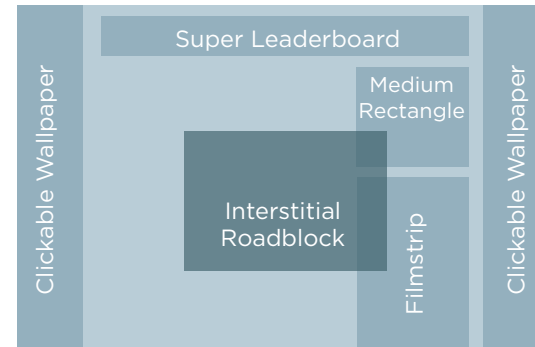 Clickable Wallpaper
Super Leaderboard
Medium
Rectangle
Interstitial
Roadblock
Filmstrip
Clickable Wallpaper